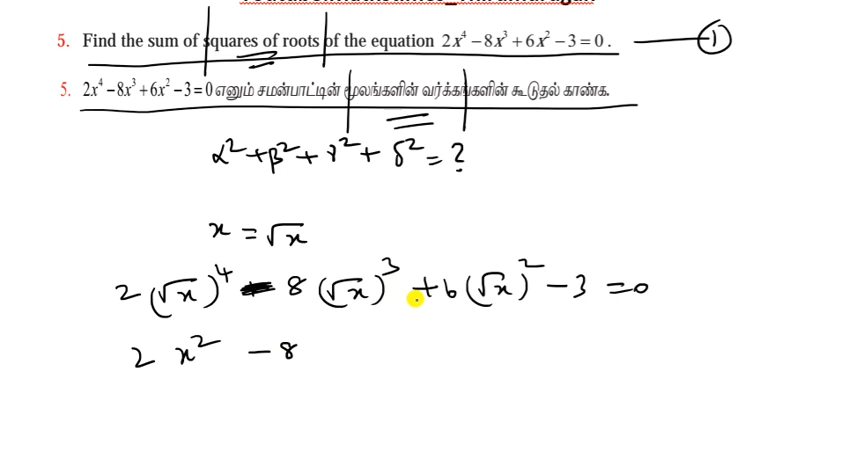 5. Find the sum of squares of roots of the equation 2x⁴ − 8x³ + 6x² − 3 = 0. ①
5. 2x⁴ − 8x³ + 6x² − 3 = 0 எனும் சமன்பாட்டின் மூலங்களின் வர்க்கங்களின் கூடுதல் காண்க.
α² + β² + γ² + δ² = ?
x = √x
2(√x)⁴ − 8(√x)³ + 6(√x)² − 3 = 0
2 x² − 8